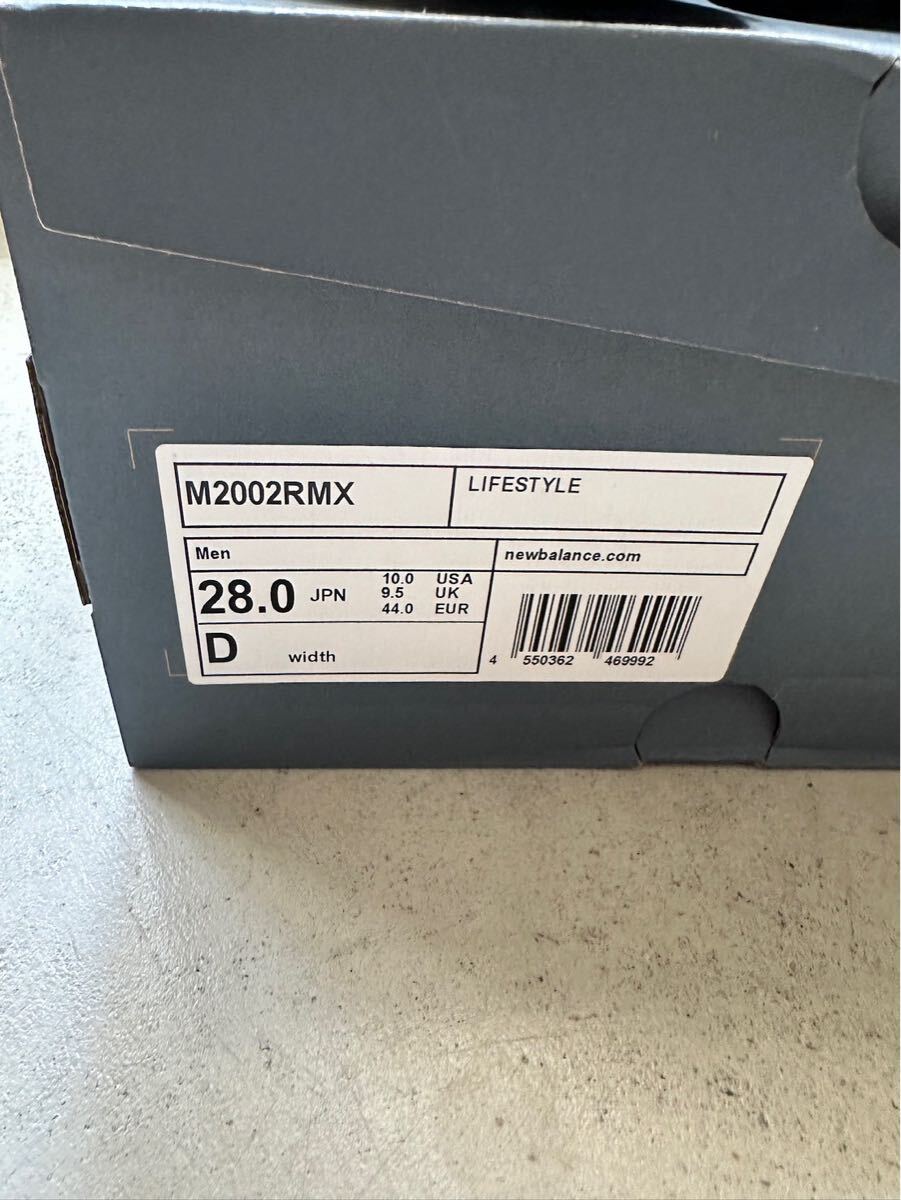 M2002RMX
LIFESTYLE
Men
newbalance.com
28.0 JPN
10.0 USA
9.5 UK
44.0 EUR
D width
4 550362 469992